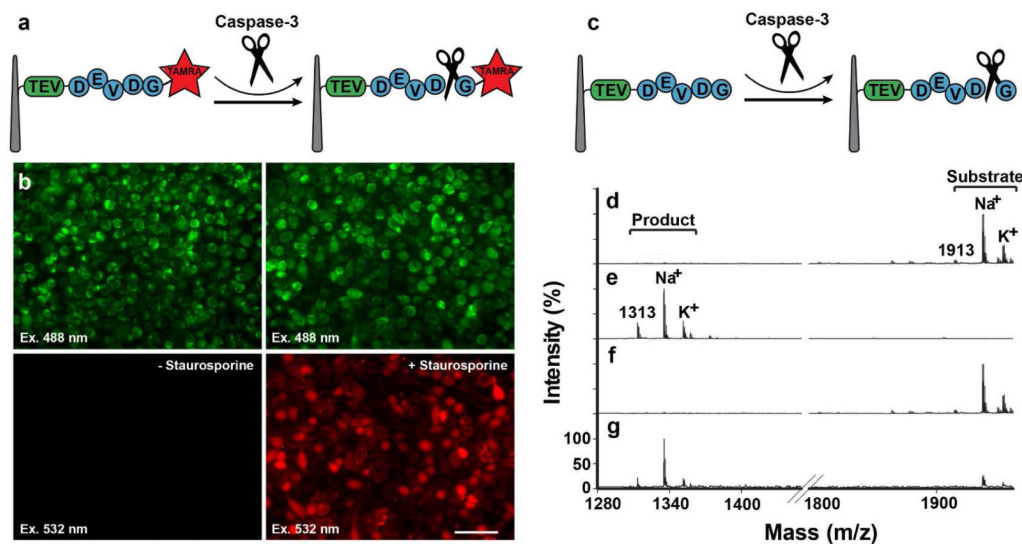 a
Caspase-3
TEV D E V D G TAMRA
TEV D E V D G TAMRA
b
Ex. 488 nm
Ex. 488 nm
- Staurosporine
Ex. 532 nm
+ Staurosporine
Ex. 532 nm
c
Caspase-3
TEV D E V D G
TEV D E V D G
Substrate
d
Product
Na+
1913
K+
e
Na+
1313
K+
f
g
Intensity (%)
100
50
0
1280 1340 1400 1800 1900
Mass (m/z)